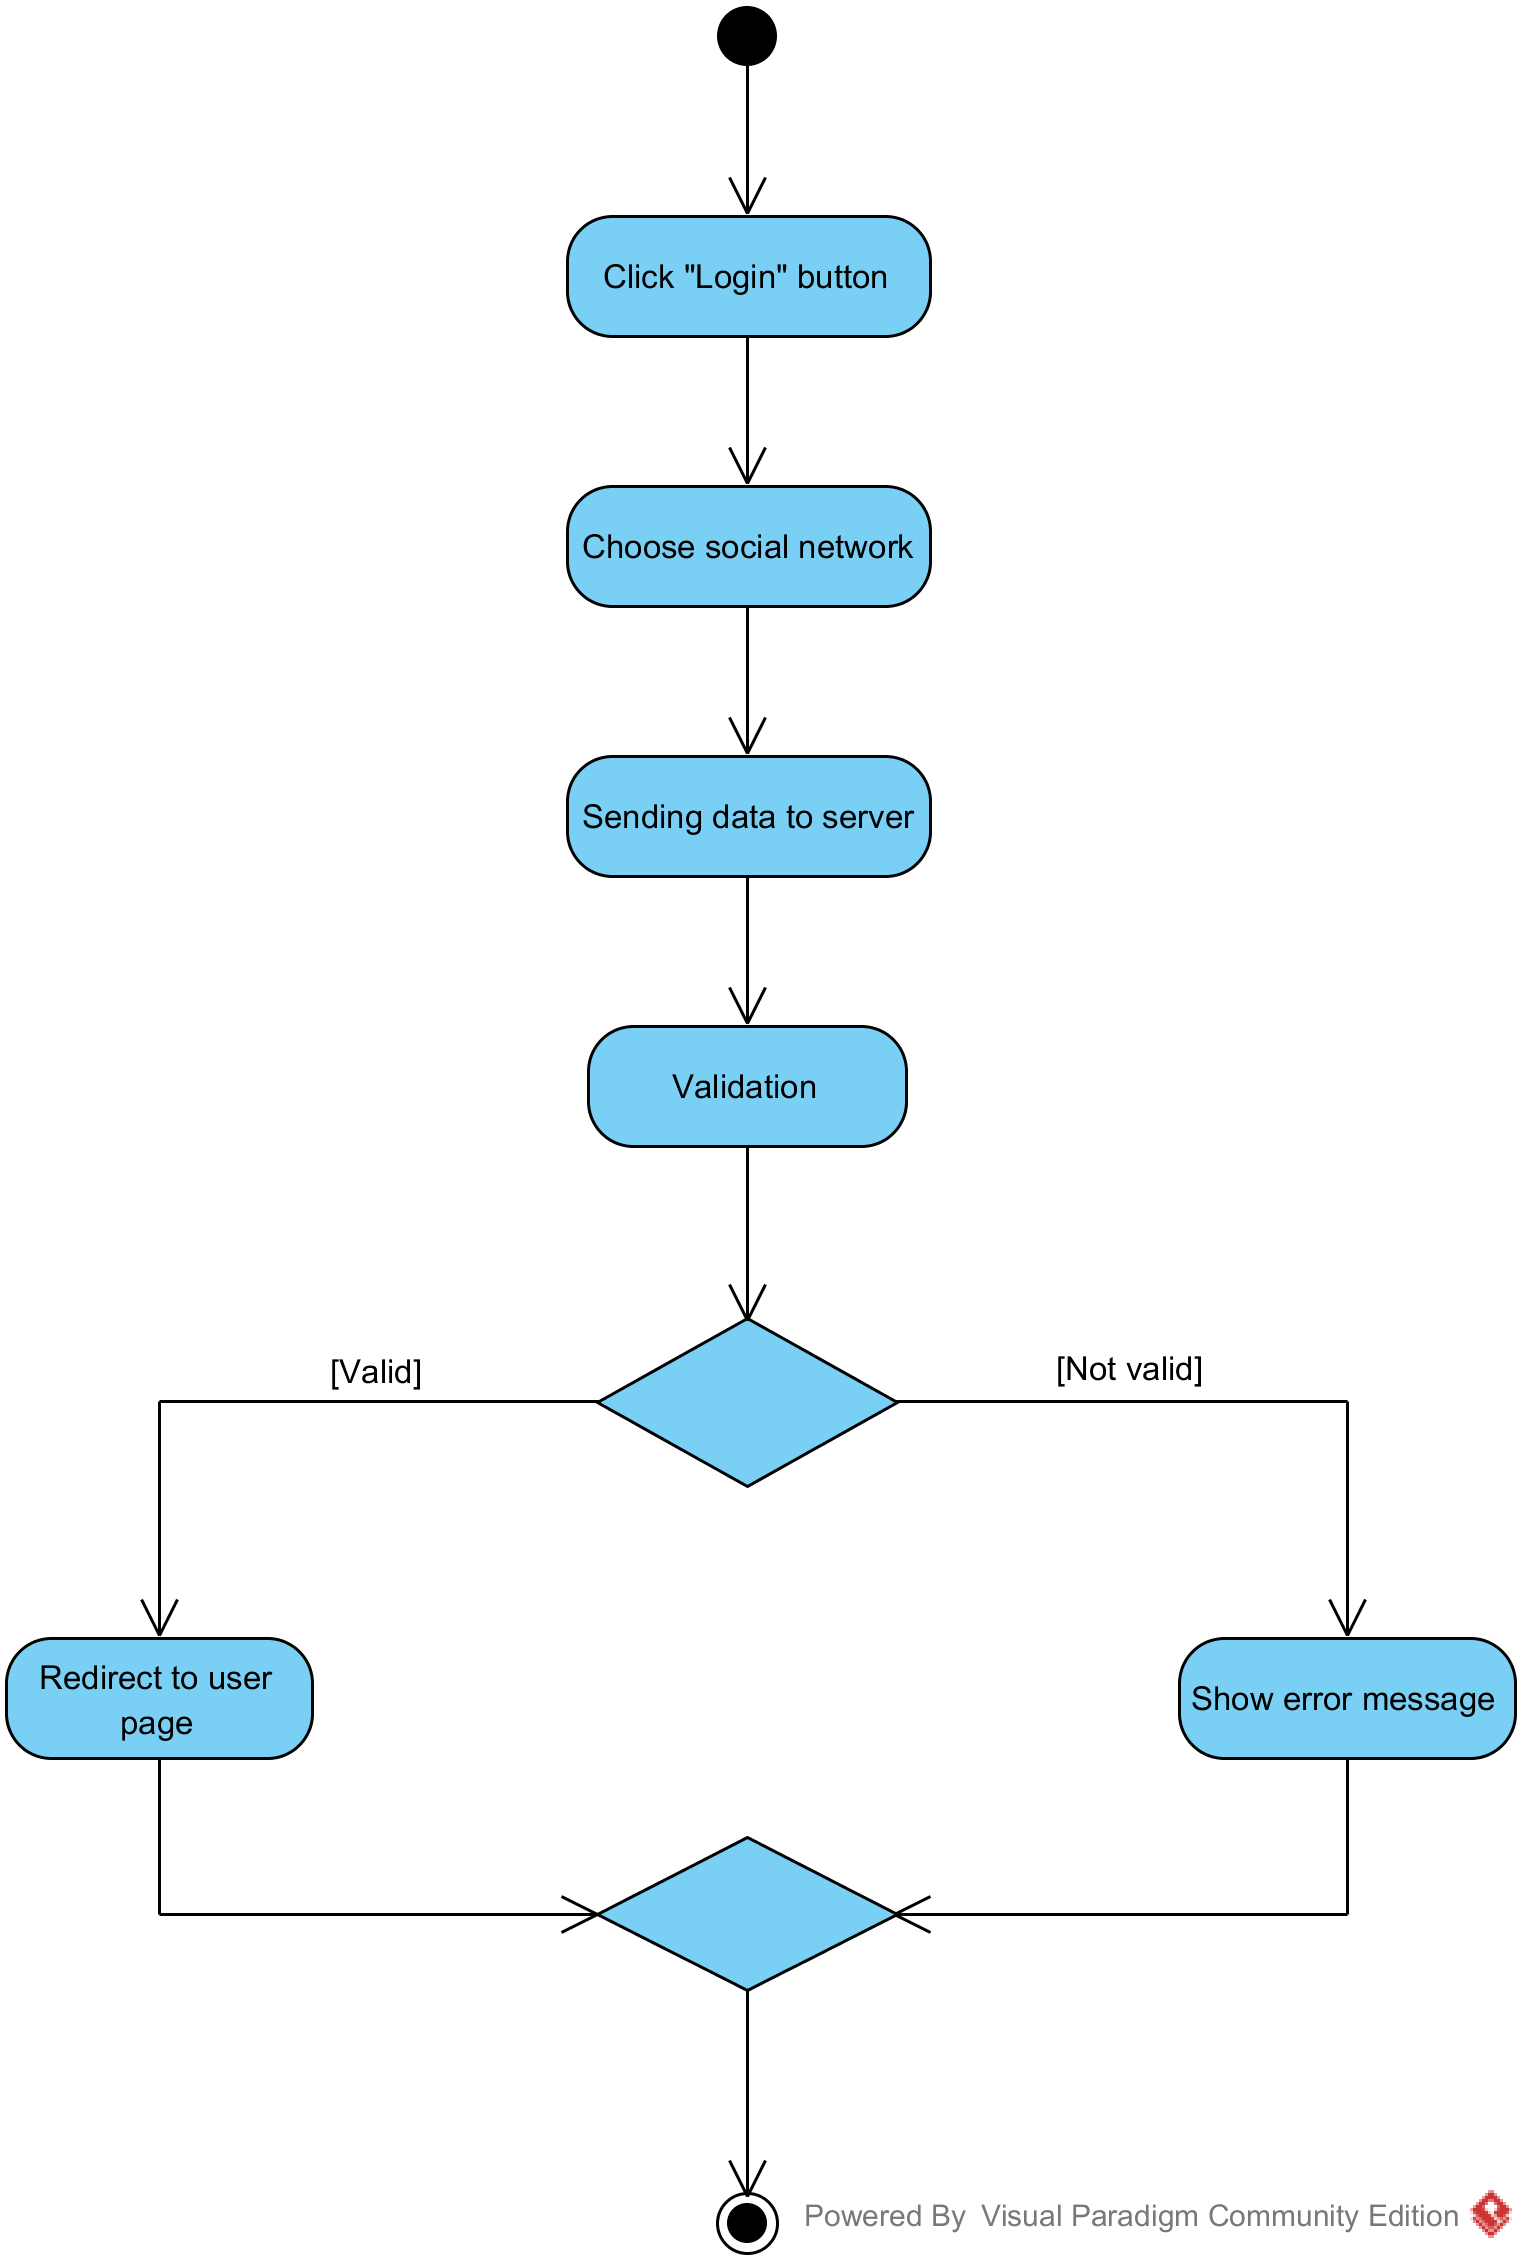 Click "Login" button
Choose social network
Sending data to server
Validation
[Valid]
[Not valid]
Redirect to user
page
Show error message
Powered By  Visual Paradigm Community Edition